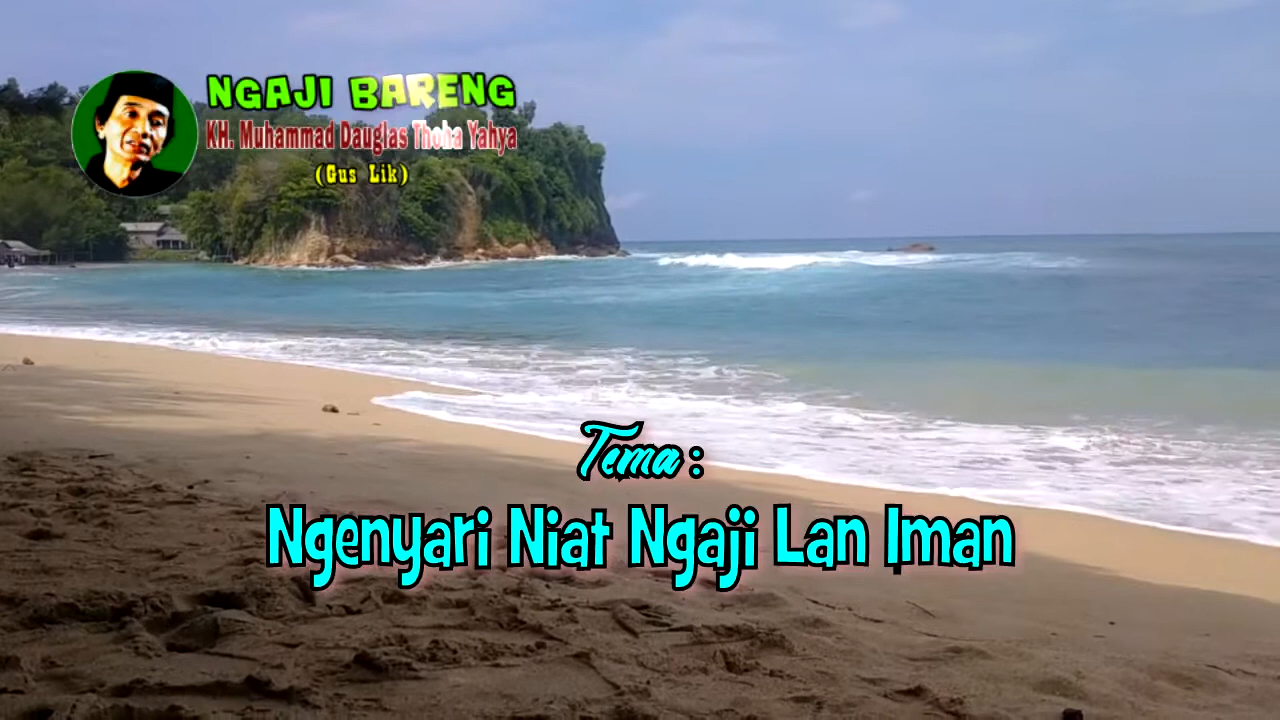 NGAJI BARENG
KH. Muhammad Dauglas Thoha Yahya
(Gus Lik)
Tema :
Ngenyari Niat Ngaji Lan Iman